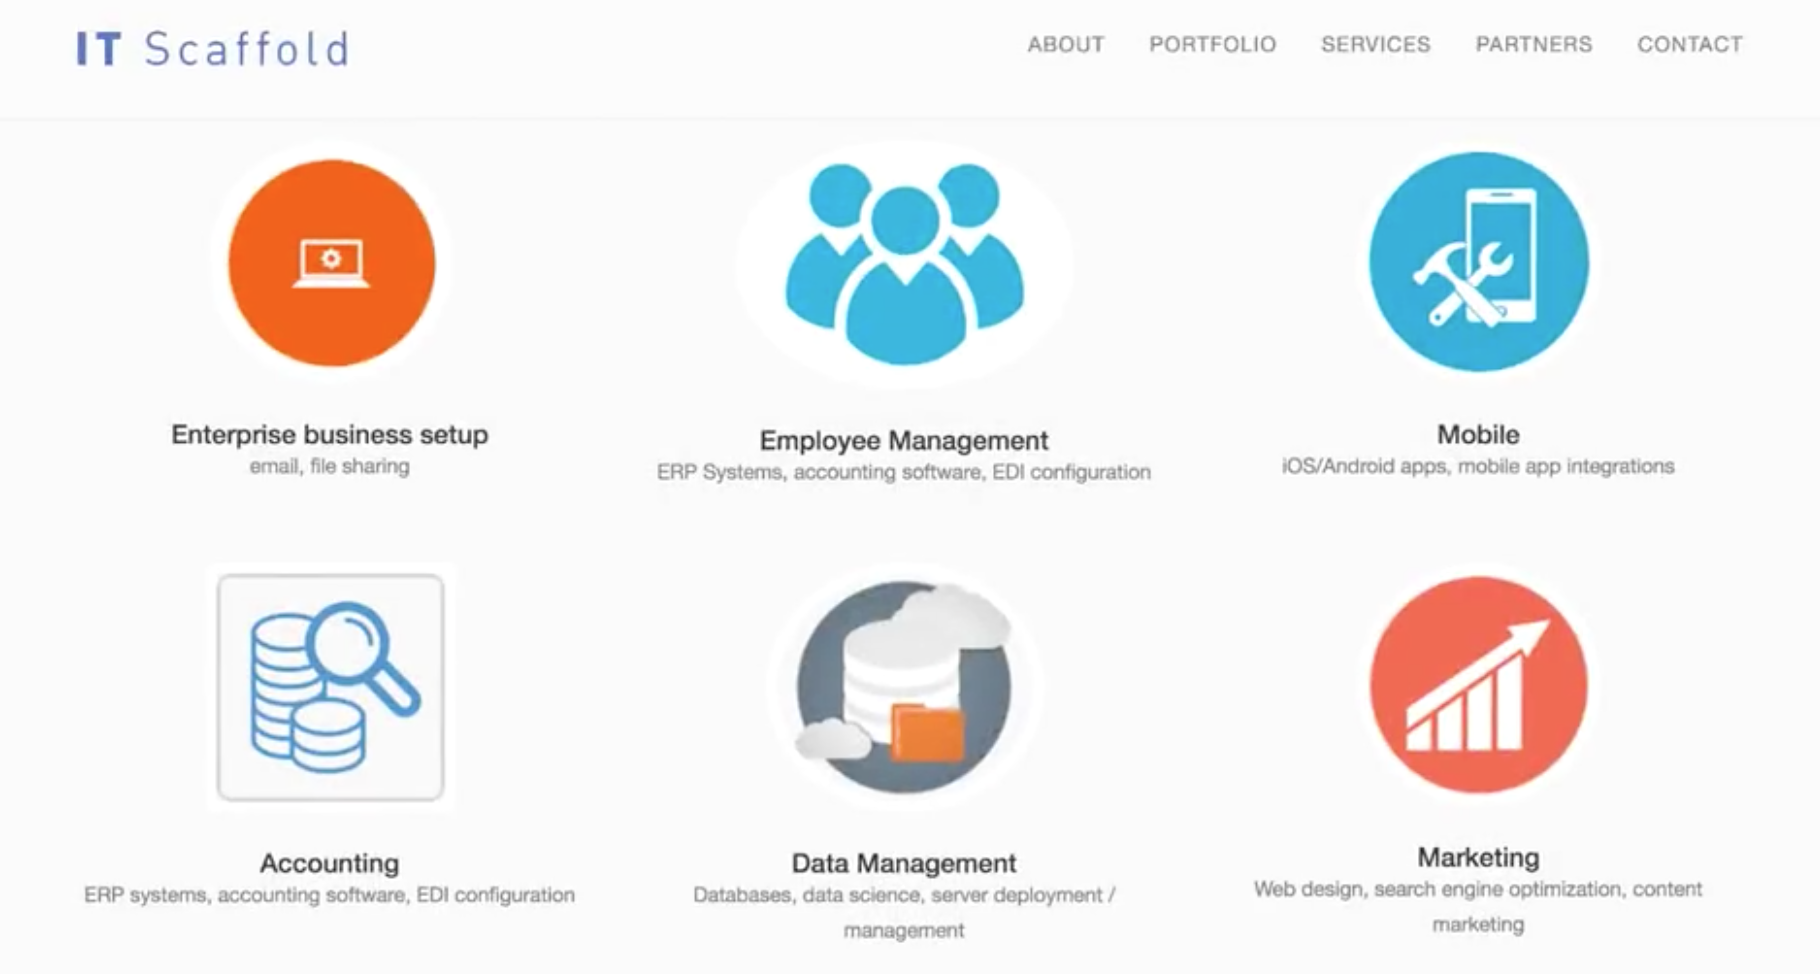 IT Scaffold
ABOUT PORTFOLIO SERVICES PARTNERS CONTACT
Enterprise business setup
email, file sharing
Employee Management
ERP Systems, accounting software, EDI configuration
Mobile
iOS/Android apps, mobile app integrations
Accounting
ERP systems, accounting software, EDI configuration
Data Management
Databases, data science, server deployment /
management
Marketing
Web design, search engine optimization, content
marketing